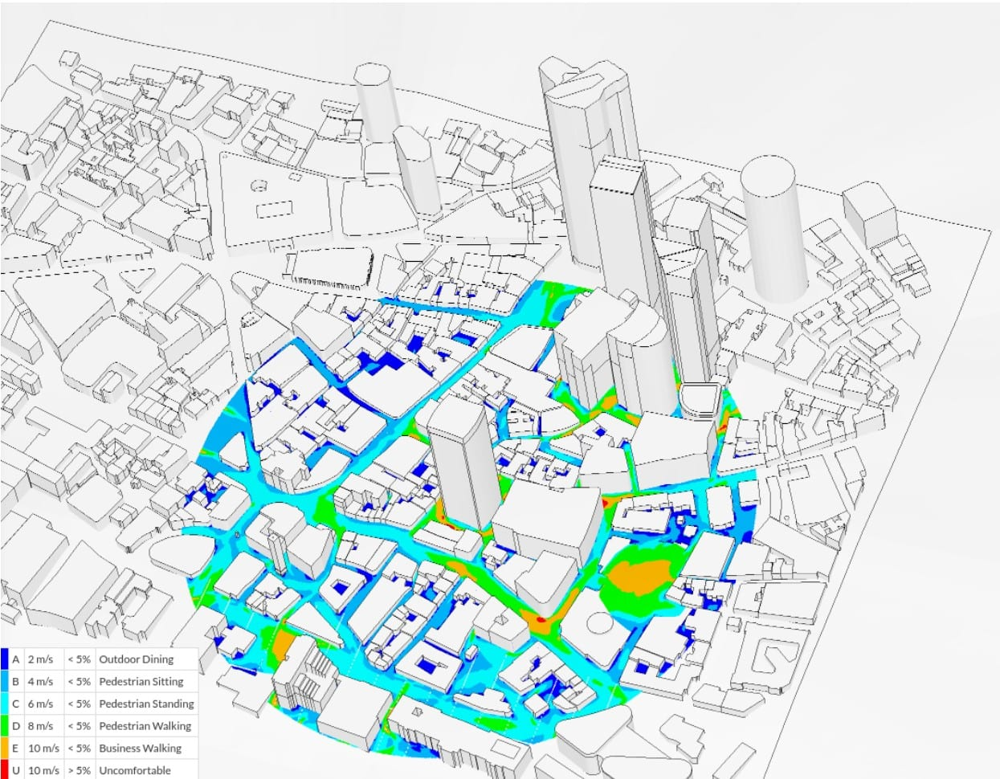 A 2 m/s < 5% Outdoor Dining
B 4 m/s < 5% Pedestrian Sitting
C 6 m/s < 5% Pedestrian Standing
D 8 m/s < 5% Pedestrian Walking
E 10 m/s < 5% Business Walking
U 10 m/s > 5% Uncomfortable